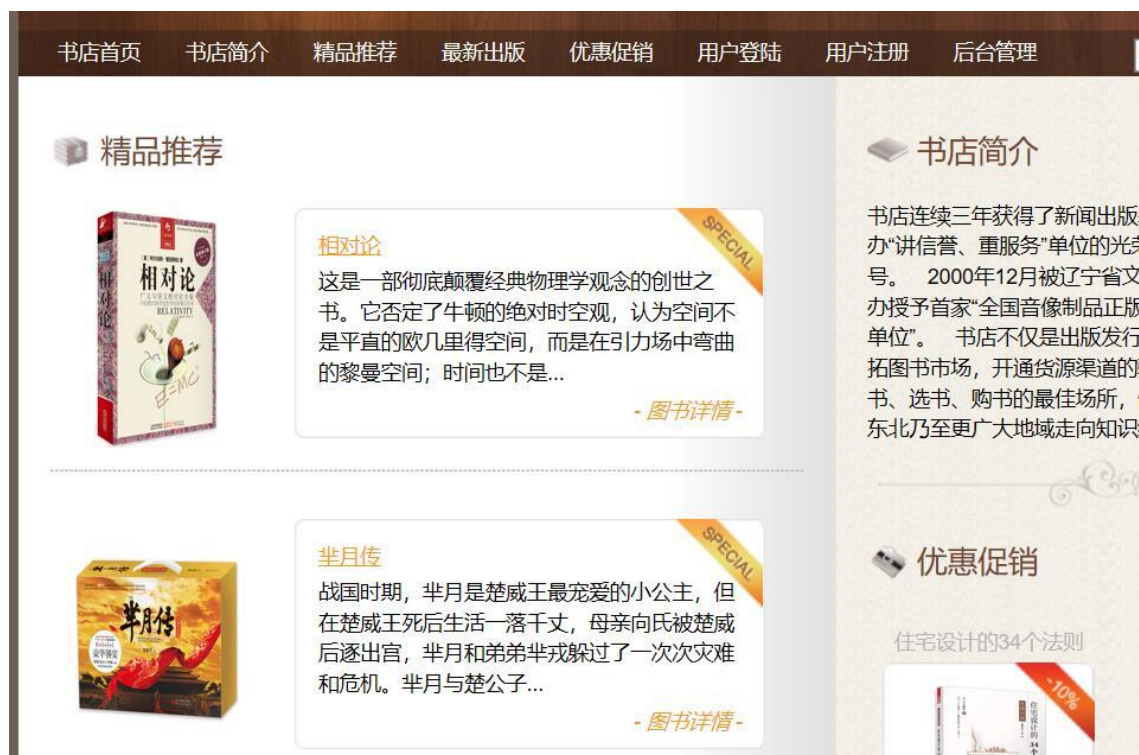 书店首页 书店简介 精品推荐 最新出版 优惠促销 用户登陆 用户注册 后台管理
精品推荐
相对论
相对论
RELATIVITY
E=MC²
SPECIAL
相对论
这是一部彻底颠覆经典物理学观念的创世之
书。它否定了牛顿的绝对时空观，认为空间不
是平直的欧几里得空间，而是在引力场中弯曲
的黎曼空间；时间也不是...
- 图书详情 -
芈月传
SPECIAL
芈月传
战国时期，芈月是楚威王最宠爱的小公主，但
在楚威王死后生活一落千丈，母亲向氏被楚威
后逐出宫，芈月和弟弟芈戎躲过了一次次灾难
和危机。芈月与楚公子...
- 图书详情 -
书店简介
书店连续三年获得了新闻出版
办“讲信誉、重服务”单位的光荣
号。 2000年12月被辽宁省文
办授予首家“全国音像制品正版
单位”。 书店不仅是出版发行
拓图书市场，开通货源渠道的
书、选书、购书的最佳场所，
东北乃至更广大地域走向知识
优惠促销
住宅设计的34个法则
-10%
住宅设计的34个